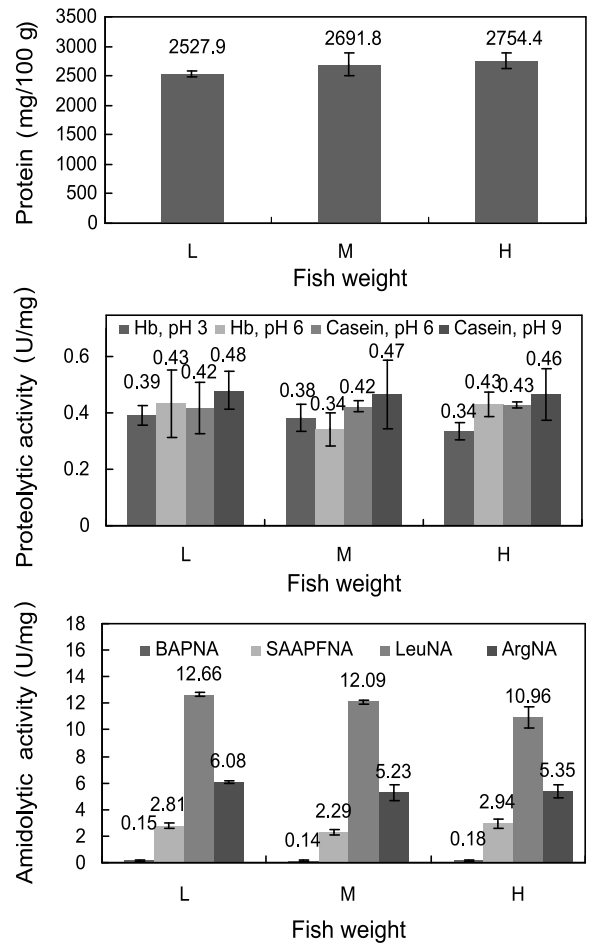 Protein (mg/100 g)
3500
3000
2500
2000
1500
1000
500
0
2527.9
2691.8
2754.4
L M H
Fish weight
Proteolytic activity (U/mg)
Hb, pH 3 Hb, pH 6 Casein, pH 6 Casein, pH 9
0.6
0.4
0.2
0
0.39 0.43 0.42 0.48
0.38 0.34 0.42 0.47
0.34 0.43 0.43 0.46
L M H
Fish weight
Amidolytic activity (U/mg)
BAPNA SAAPFNA LeuNA ArgNA
18
16
14
12
10
8
6
4
2
0
0.15 2.81 12.66 6.08
0.14 2.29 12.09 5.23
0.18 2.94 10.96 5.35
L M H
Fish weight